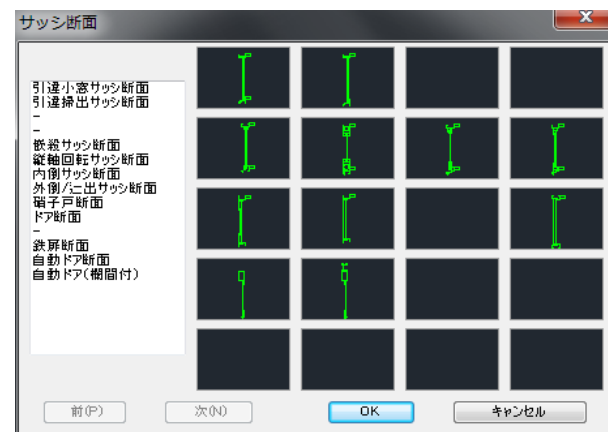 サッシ断面
引違小窓サッシ断面
引違掃出サッシ断面
-
-
嵌殺サッシ断面
縦軸回転サッシ断面
内倒サッシ断面
外倒/辷出サッシ断面
硝子戸断面
ドア断面
-
鉄扉断面
自動ドア断面
自動ドア(欄間付)
前(P)
次(N)
OK
キャンセル